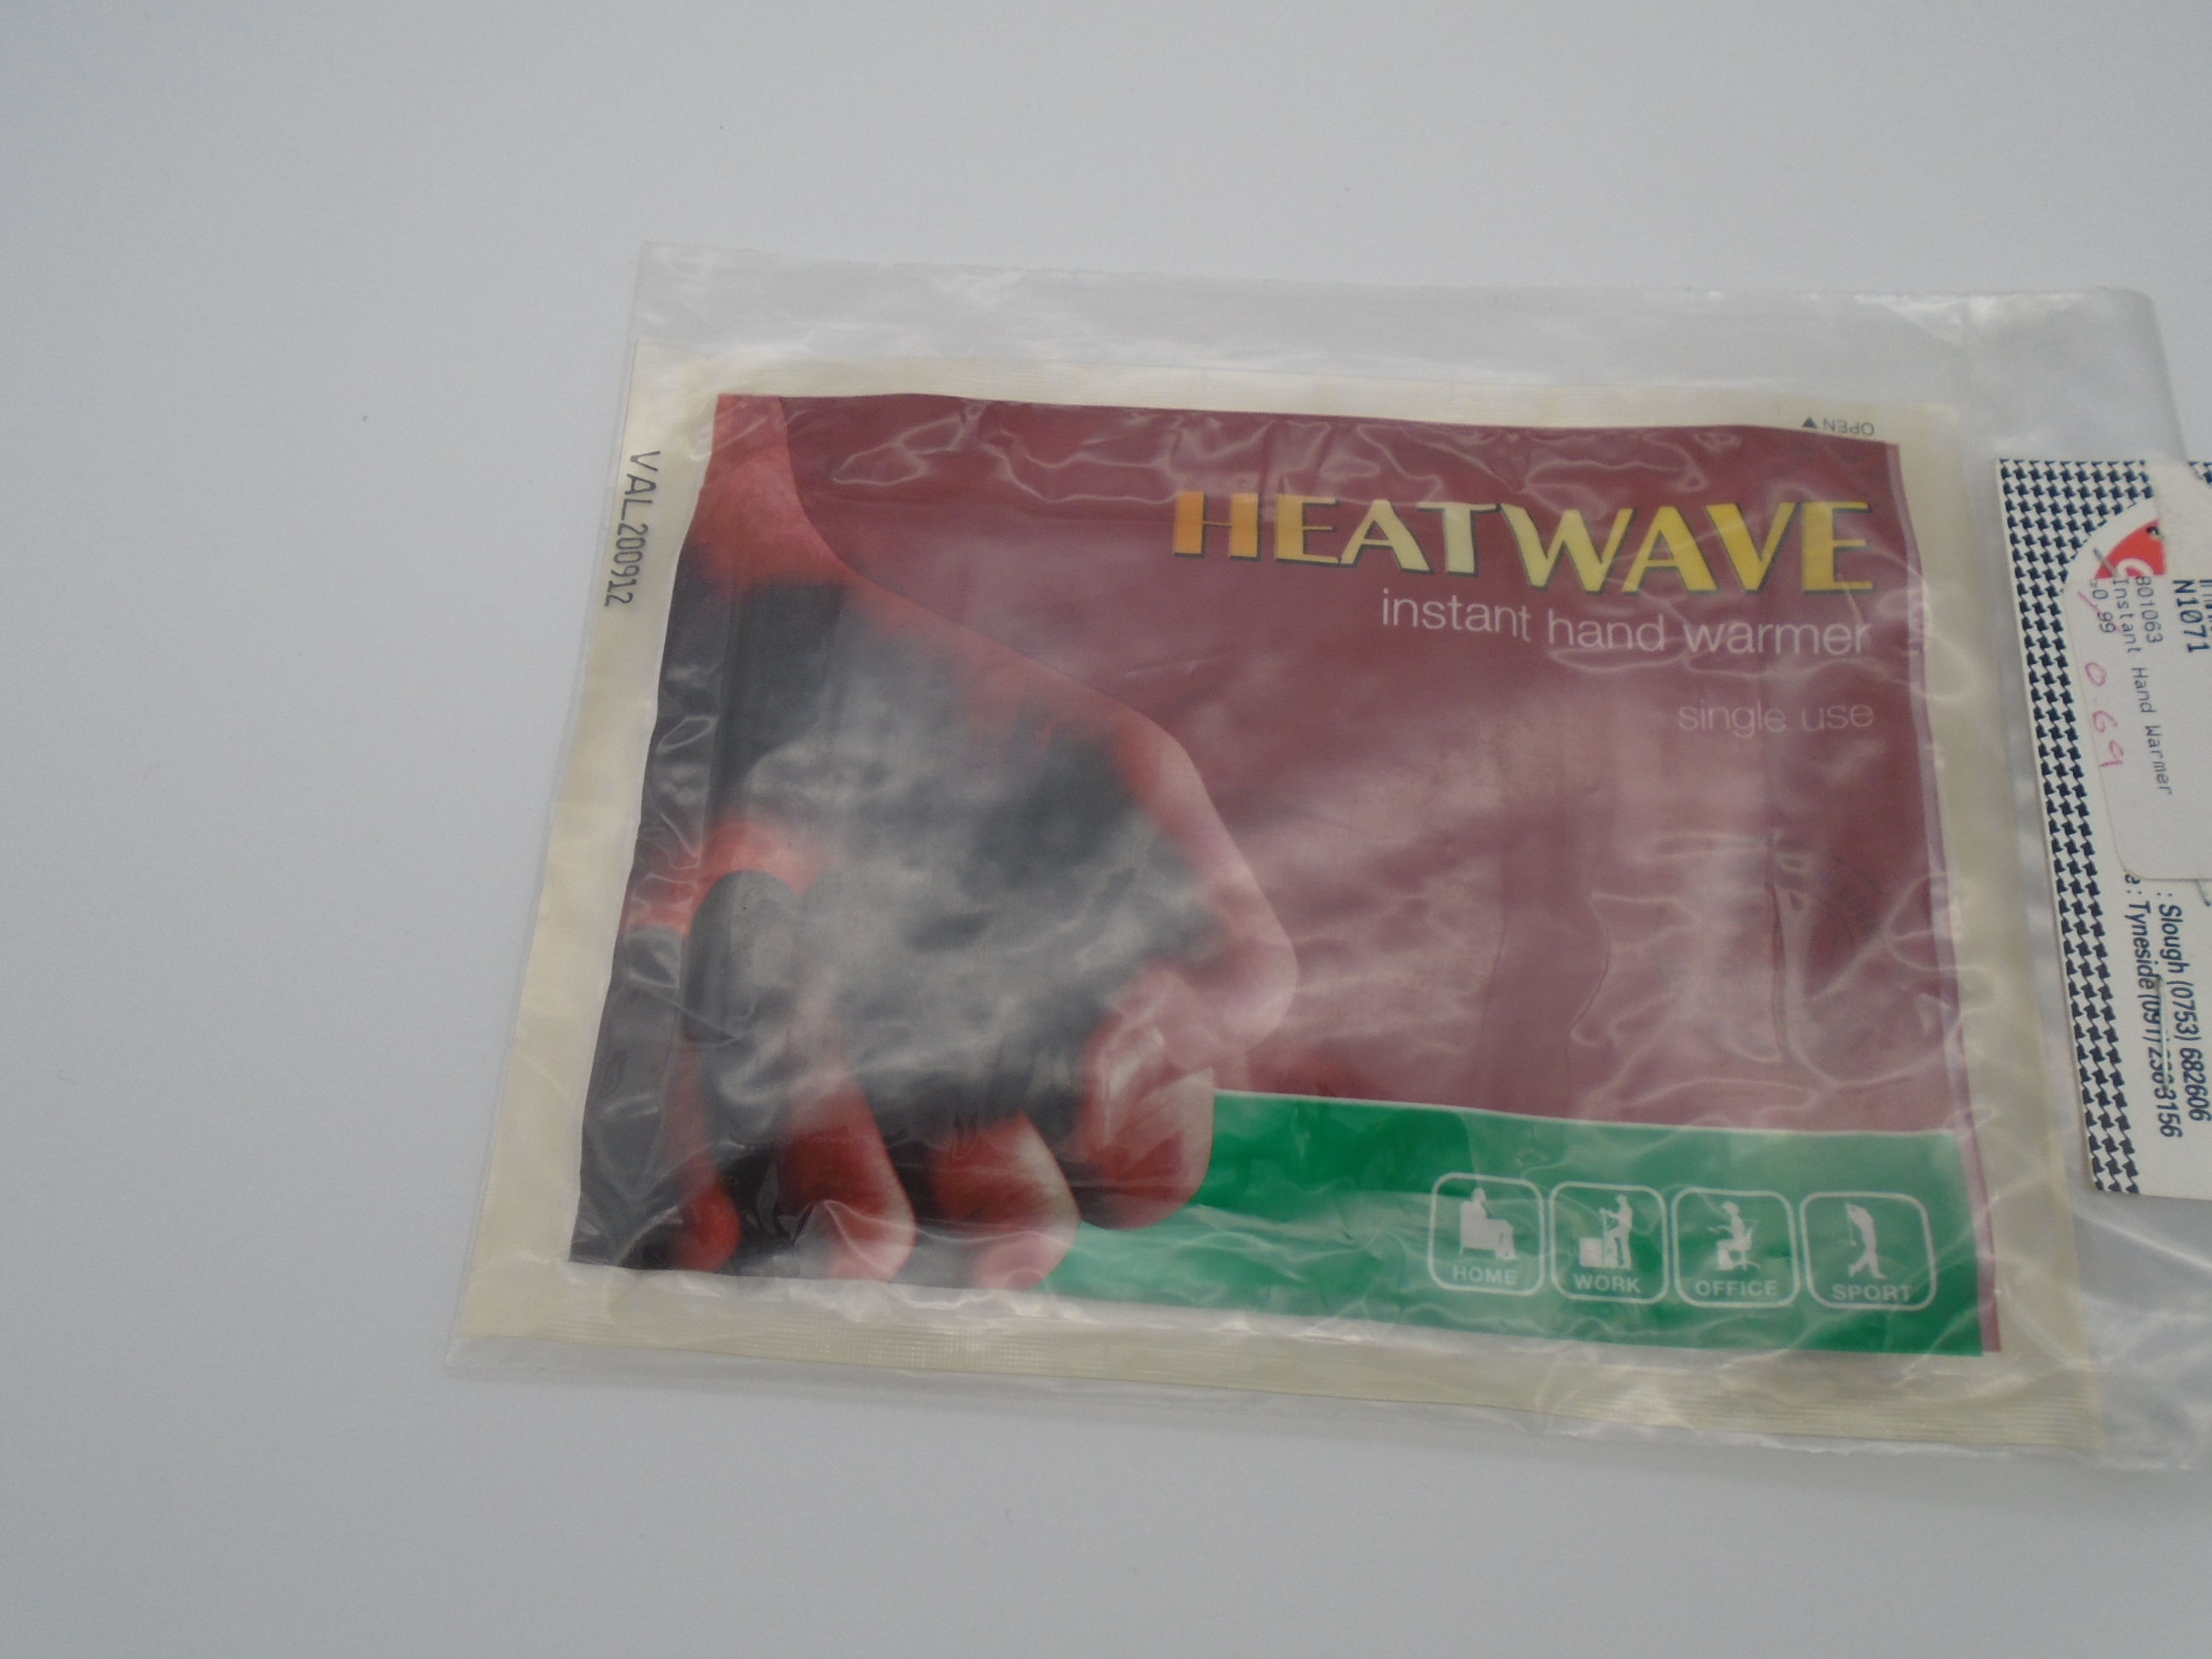 OPEN
VAL200912
HEATWAVE
instant hand warmer
single use
HOME
WORK
OFFICE
SPORT
N1071
801063
Instant Hand Warmer
0.99
0.69
: Slough (0753) 682606
: Tyneside (091)